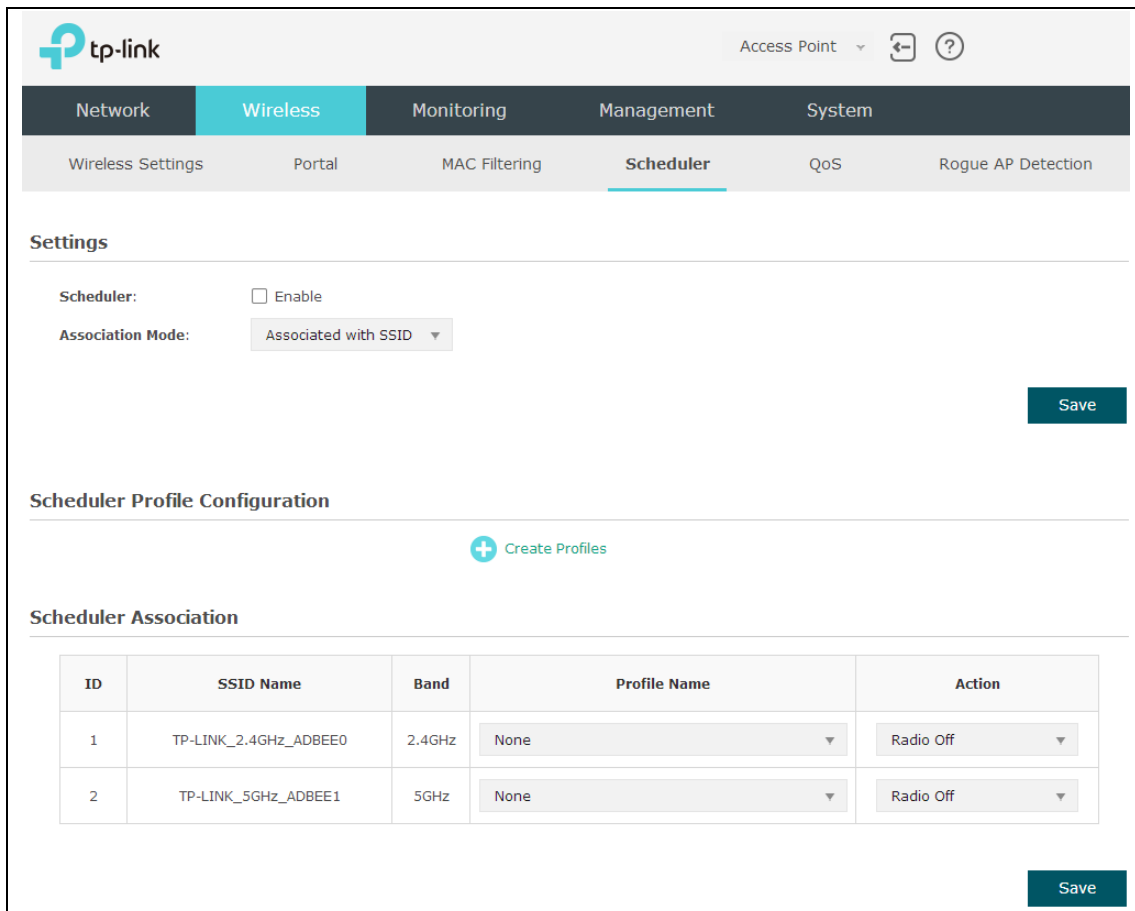 tp-link
Access Point
Network Wireless Monitoring Management System
Wireless Settings Portal MAC Filtering Scheduler QoS Rogue AP Detection
Settings
Scheduler: Enable
Association Mode: Associated with SSID
Save
Scheduler Profile Configuration
Create Profiles
Scheduler Association
ID SSID Name Band Profile Name Action
1 TP-LINK_2.4GHz_ADBEE0 2.4GHz None Radio Off
2 TP-LINK_5GHz_ADBEE1 5GHz None Radio Off
Save